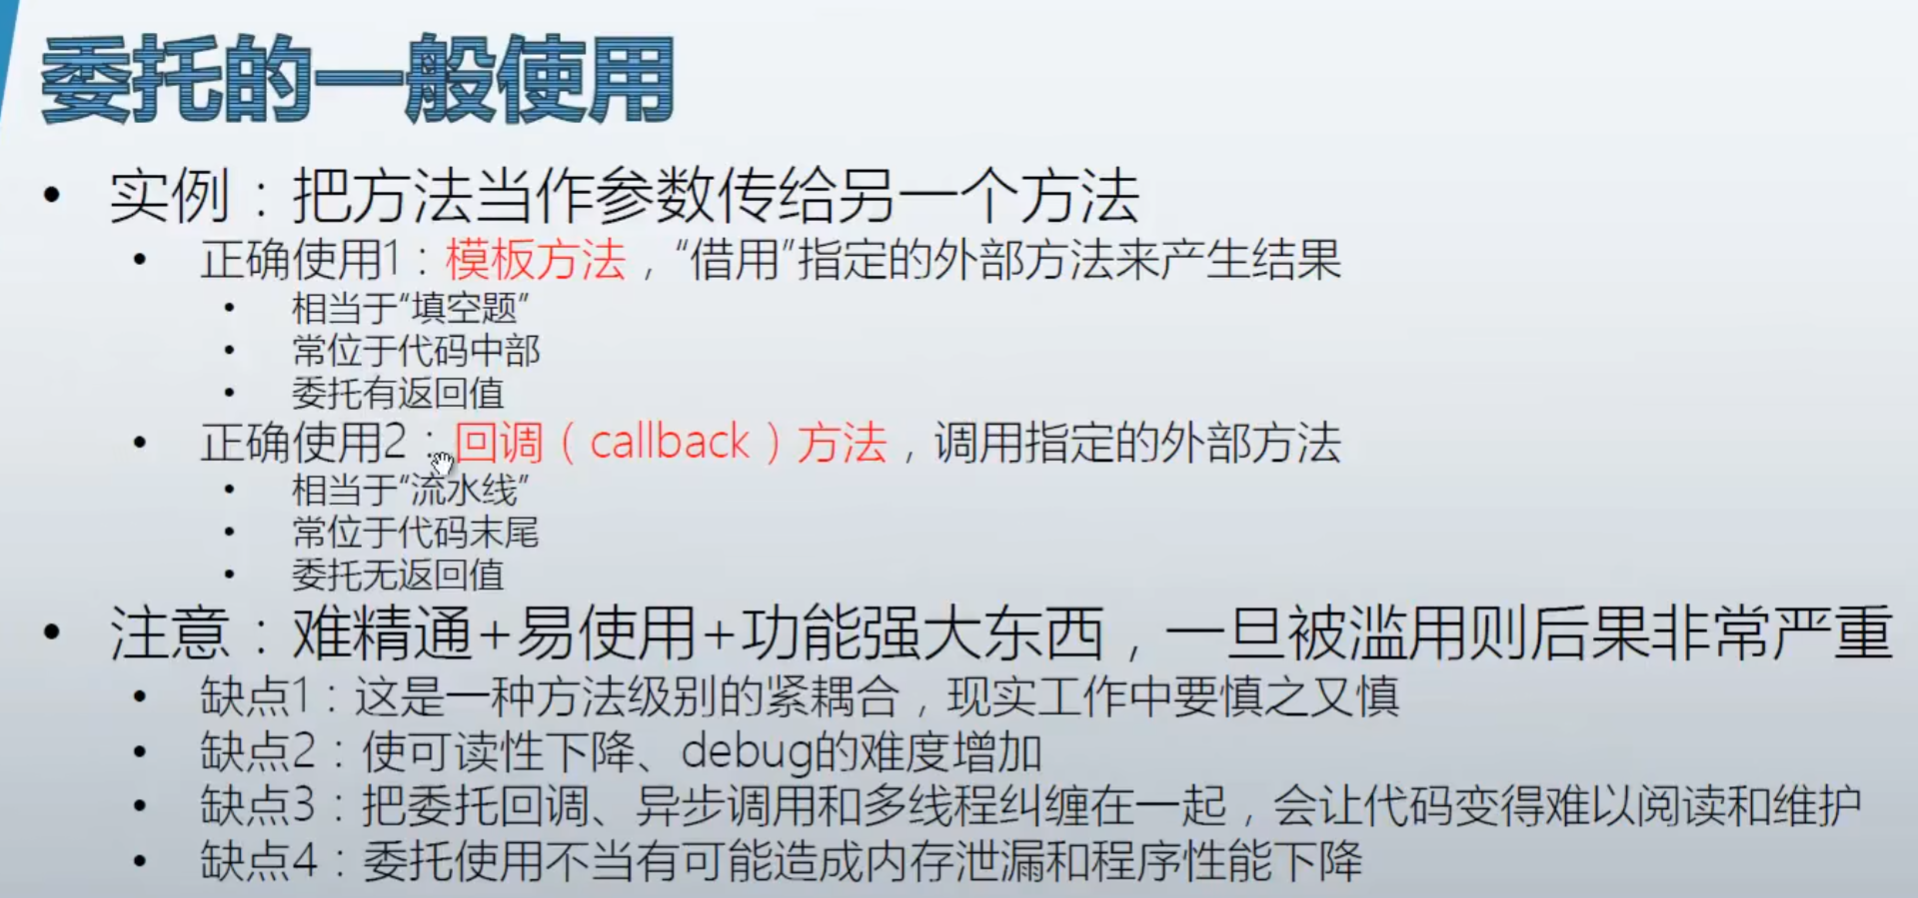 委托的一般使用
• 实例：把方法当作参数传给另一个方法
• 正确使用1：模板方法，“借用”指定的外部方法来产生结果
• 相当于“填空题”
• 常位于代码中部
• 委托有返回值
• 正确使用2：回调（callback）方法，调用指定的外部方法
• 相当于“流水线”
• 常位于代码末尾
• 委托无返回值
• 注意：难精通+易使用+功能强大东西，一旦被滥用则后果非常严重
• 缺点1：这是一种方法级别的紧耦合，现实工作中要慎之又慎
• 缺点2：使可读性下降、debug的难度增加
• 缺点3：把委托回调、异步调用和多线程纠缠在一起，会让代码变得难以阅读和维护
• 缺点4：委托使用不当有可能造成内存泄漏和程序性能下降